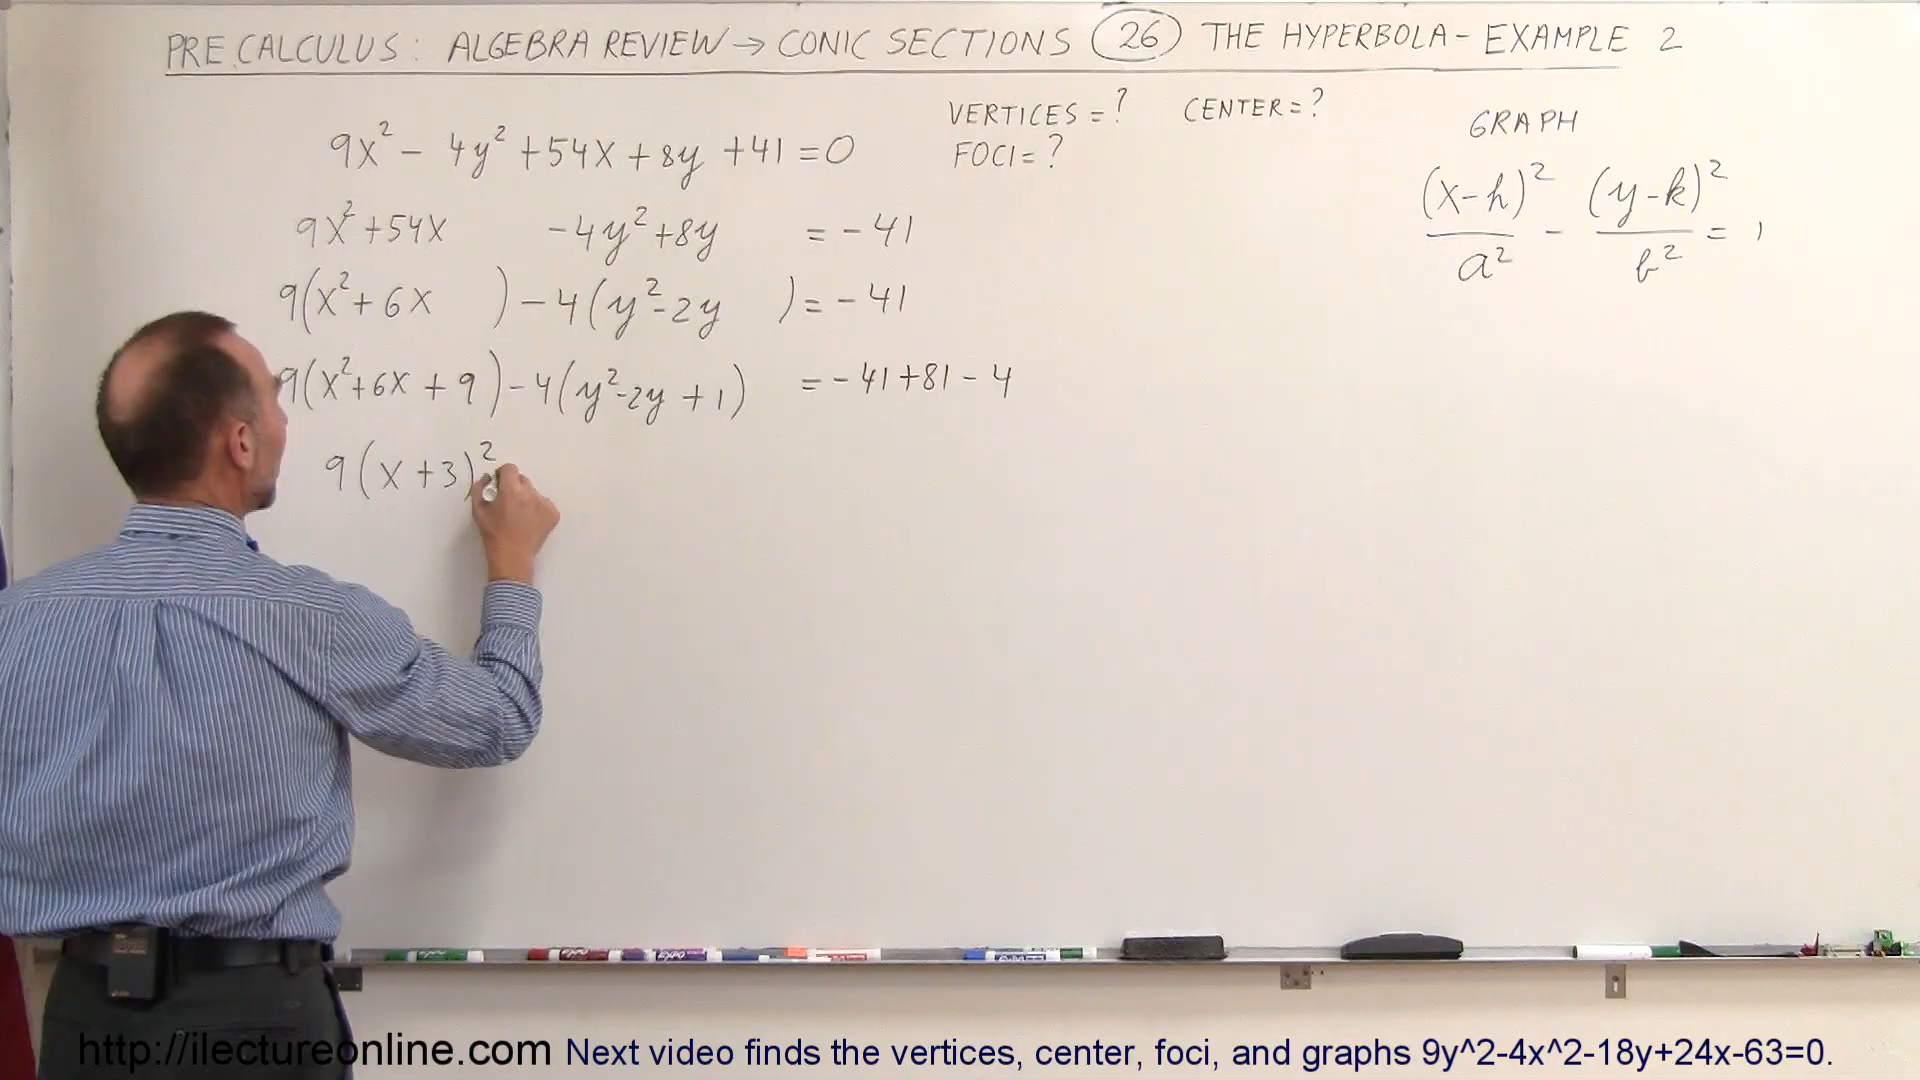 PRE CALCULUS: ALGEBRA REVIEW → CONIC SECTIONS 26 THE HYPERBOLA - EXAMPLE 2
9x² - 4y² + 54x + 8y + 41 = 0
VERTICES = ? CENTER = ?
FOCI = ?
GRAPH
(x-h)²/a² - (y-k)²/b² = 1
9x² + 54x - 4y² + 8y = -41
9(x² + 6x ) - 4(y² - 2y ) = -41
9(x² + 6x + 9) - 4(y² - 2y + 1) = -41 + 81 - 4
9(x + 3)²
http://ilectureonline.com Next video finds the vertices, center, foci, and graphs 9y^2-4x^2-18y+24x-63=0.